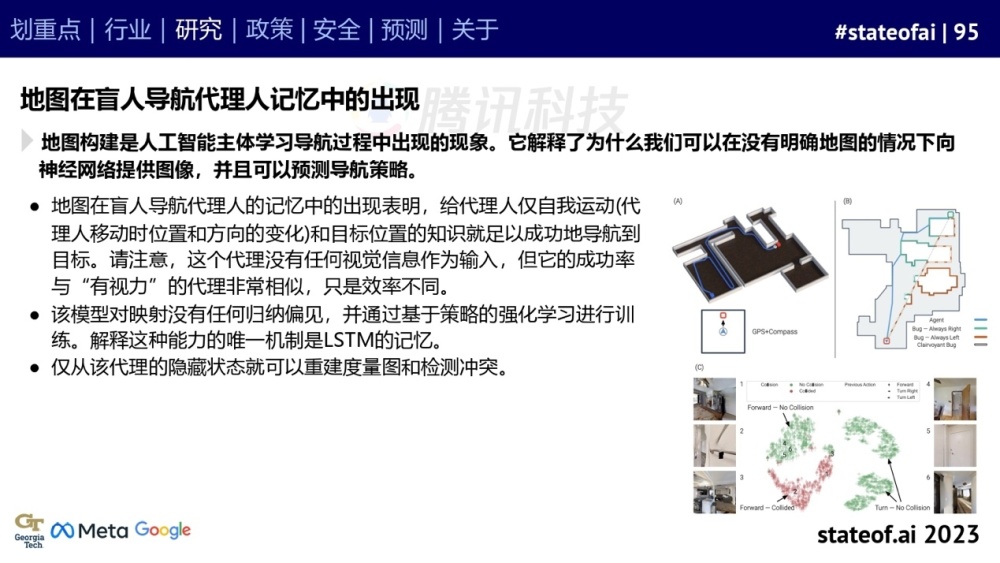 划重点 | 行业 | 研究 | 政策 | 安全 | 预测 | 关于
#stateofai | 95
腾讯科技
地图在盲人导航代理人记忆中的出现
地图构建是人工智能主体学习导航过程中出现的现象。它解释了为什么我们可以在没有明确地图的情况下向
神经网络提供图像，并且可以预测导航策略。
● 地图在盲人导航代理人的记忆中的出现表明，给代理人仅自我运动(代
理人移动时位置和方向的变化)和目标位置的知识就足以成功地导航到
目标。请注意，这个代理没有任何视觉信息作为输入，但它的成功率
与“有视力”的代理非常相似，只是效率不同。
● 该模型对映射没有任何归纳偏见，并通过基于策略的强化学习进行训
练。解释这种能力的唯一机制是LSTM的记忆。
● 仅从该代理的隐藏状态就可以重建度量图和检测冲突。
(A)
GPS+Compass
(B)
Agent
Bug — Always Right
Bug — Always Left
Clairvoyant Bug
(C)
Collision
No Collision
Collided
Previous Action
Forward
Turn Right
Turn Left
Forward — No Collision
Forward — Collided
Turn — No Collision
1
2
3
4
5
6
GT
Georgia
Tech
Meta
Google
stateof.ai 2023